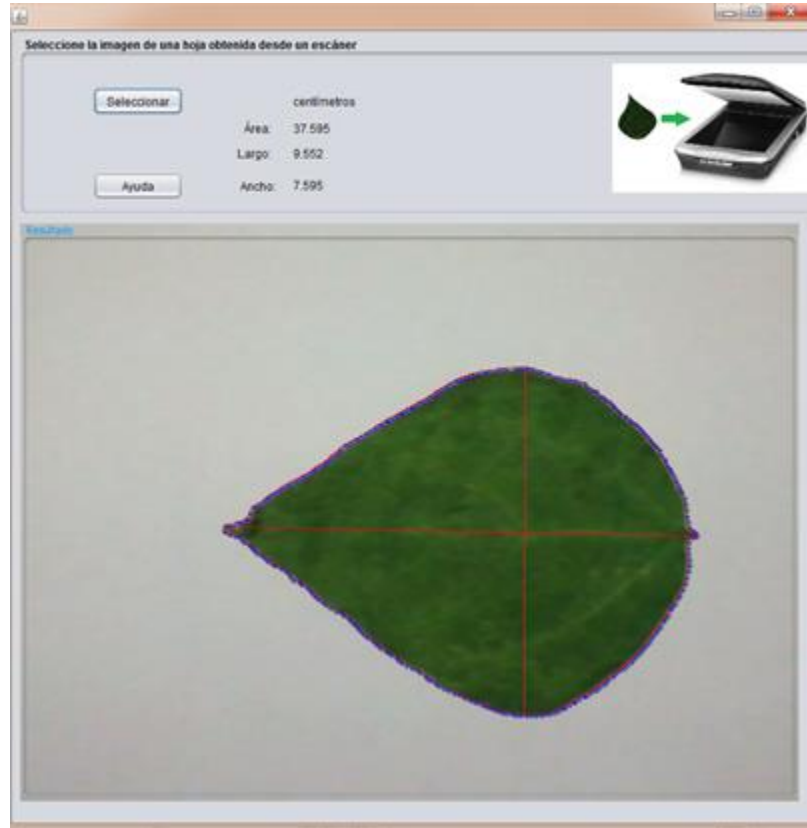 Seleccione la imagen de una hoja obtenida desde un escáner
Seleccionar
centímetros
Área: 37.595
Largo: 9.552
Ayuda
Ancho: 7.595
Resultado